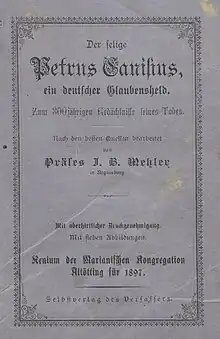 Der selige
Petrus Canisius,
ein deutscher Glaubensheld.
Zum 300jährigen Gedächtnisse seines Todes.
Nach den besten Quellen bearbeitet
von
Präses J. B. Mehler
in Regensburg
Mit oberhirtlicher Druckgenehmigung.
Mit sieben Abbildungen.
Xenium der Marianischen Kongregation
Altötting für 1897.
Selbstverlag des Verfassers.